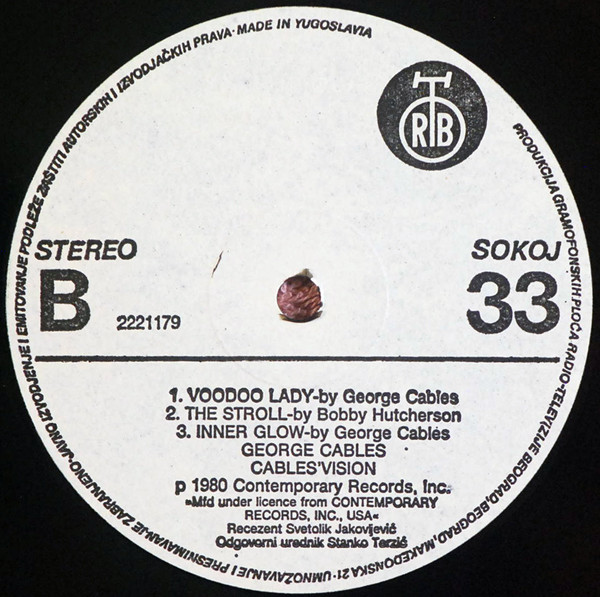 JAVNO IZVODJENJE I EMITOVANJE PODLEŽE ZAŠTITI AUTORSKIH I IZVODJAČKIH PRAVA·MADE IN YUGOSLAVIA
RTB
PRODUKCIJA GRAMOFONSKIH PLOČA RADIO-TELEVIZIJE BEOGRAD, BEOGRAD, MAKEDONSKA 21·UMNOŽAVANJE I PRESNIMAVANJE ZABRANJENO-
STEREO
SOKOJ
B
2221179
33
1. VOODOO LADY-by George Cables
2. THE STROLL-by Bobby Hutcherson
3. INNER GLOW-by George Cables
GEORGE CABLES
CABLES'VISION
p 1980 Contemporary Records, Inc.
»Mfd under licence from CONTEMPORARY
RECORDS, INC., USA«
Recezent Svetolik Jakovljević
Odgovorni urednik Stanko Terzić